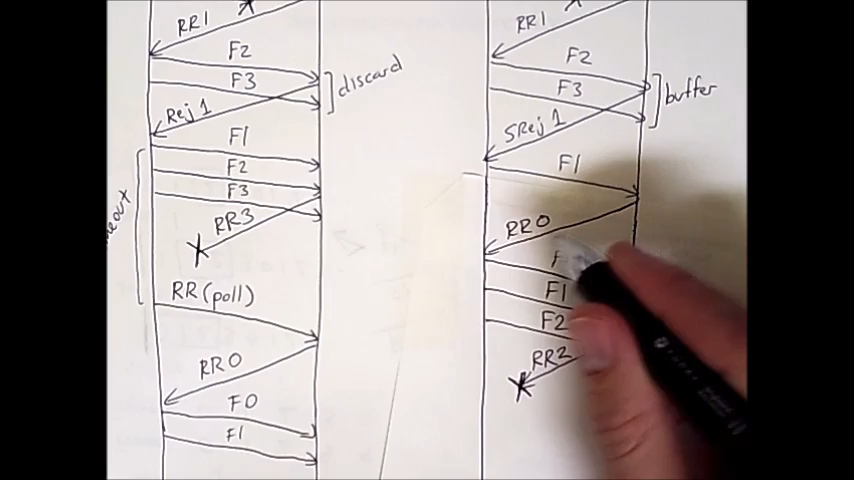 RR1
F2
F3
discard
Rej 1
F1
F2
F3
RR3
RR (poll)
RR0
F0
F1
RR1
F2
F3
buffer
SRej 1
F1
RR0
F1
F2
RR2